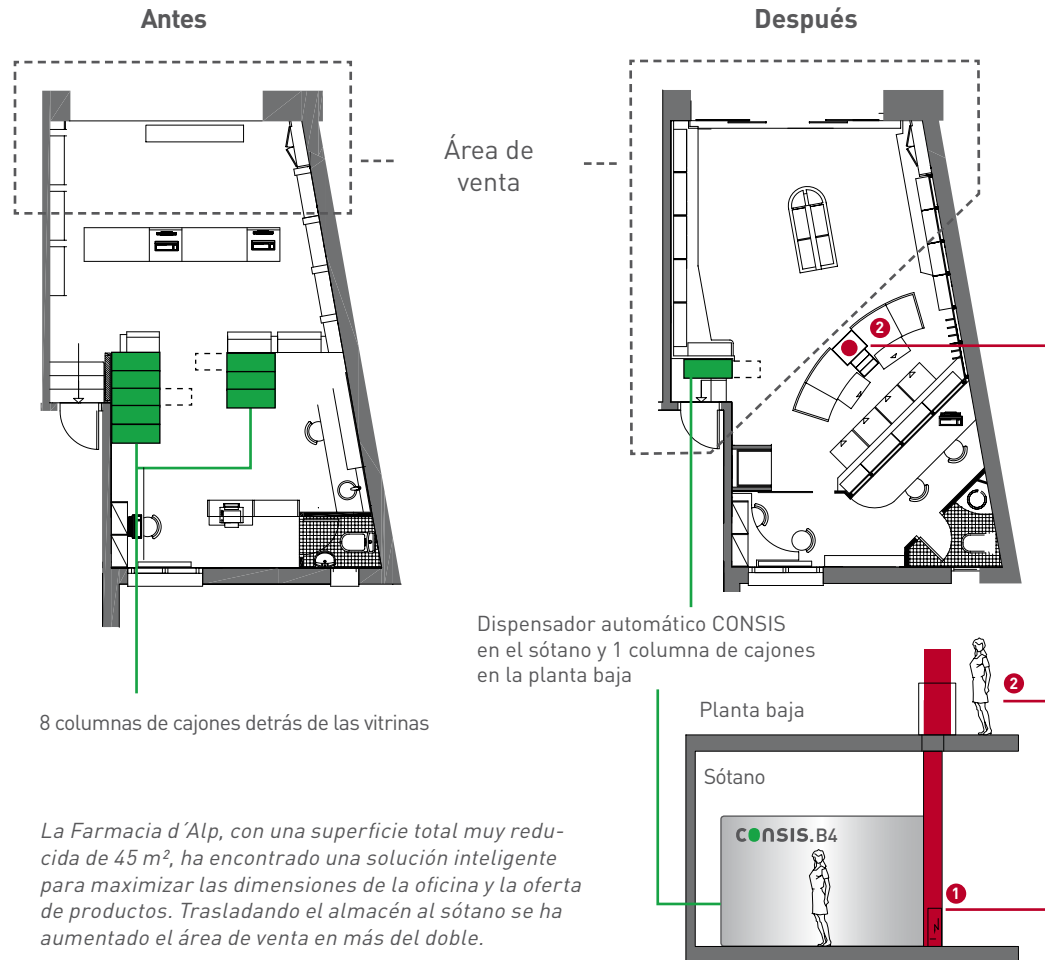 Antes
Después
Área de
venta
2
Dispensador automático CONSIS
en el sótano y 1 columna de cajones
en la planta baja
8 columnas de cajones detrás de las vitrinas
2
Planta baja
Sótano
CONSIS.B4
1
La Farmacia d´Alp, con una superficie total muy redu-
cida de 45 m², ha encontrado una solución inteligente
para maximizar las dimensiones de la oficina y la oferta
de productos. Trasladando el almacén al sótano se ha
aumentado el área de venta en más del doble.